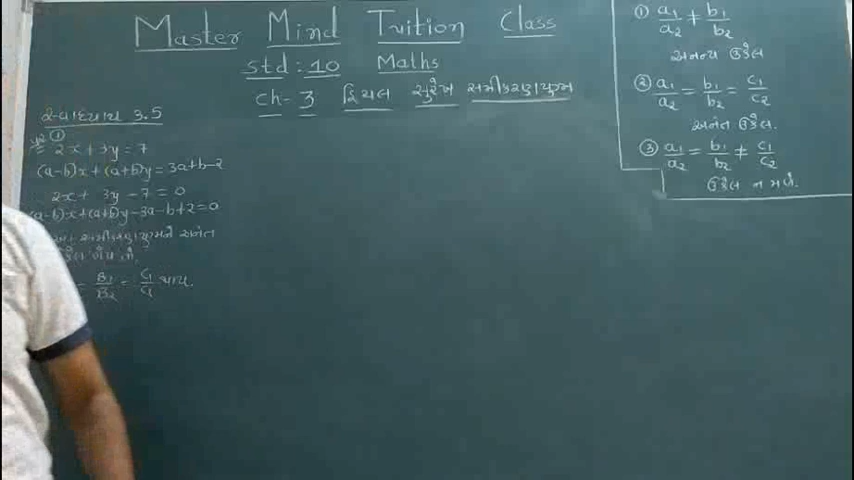 Master Mind Tuition Class
Std : 10 Maths
Ch- 3 દ્વિચલ સુરેખ સમીકરણયુગ્મ
સ્વાધ્યાય 3.5
① 2x + 3y = 7
(a-b)x + (a+b)y = 3a+b-2
2x + 3y - 7 = 0
(a-b)x+(a+b)y-3a-b+2=0
સમીકરણયુગ્મને અનંત
ઉકેલ હોય તો
= B₁/B₂ = C₁/C₂ થાય.
① a₁/a₂ ≠ b₁/b₂
અનન્ય ઉકેલ
② a₁/a₂ = b₁/b₂ = c₁/c₂
અનંત ઉકેલ.
③ a₁/a₂ = b₁/b₂ ≠ c₁/c₂
ઉકેલ ન મળે.